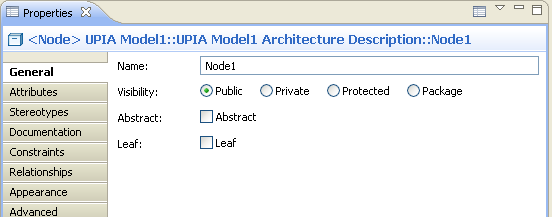 Properties
<Node> UPIA Model1::UPIA Model1 Architecture Description::Node1
General
Attributes
Stereotypes
Documentation
Constraints
Relationships
Appearance
Advanced
Name: Node1
Visibility: Public Private Protected Package
Abstract: Abstract
Leaf: Leaf